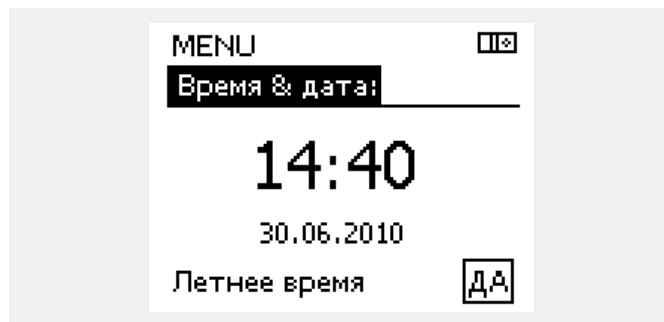 MENU
Время & дата:
14:40
30.06.2010
Летнее время ДА